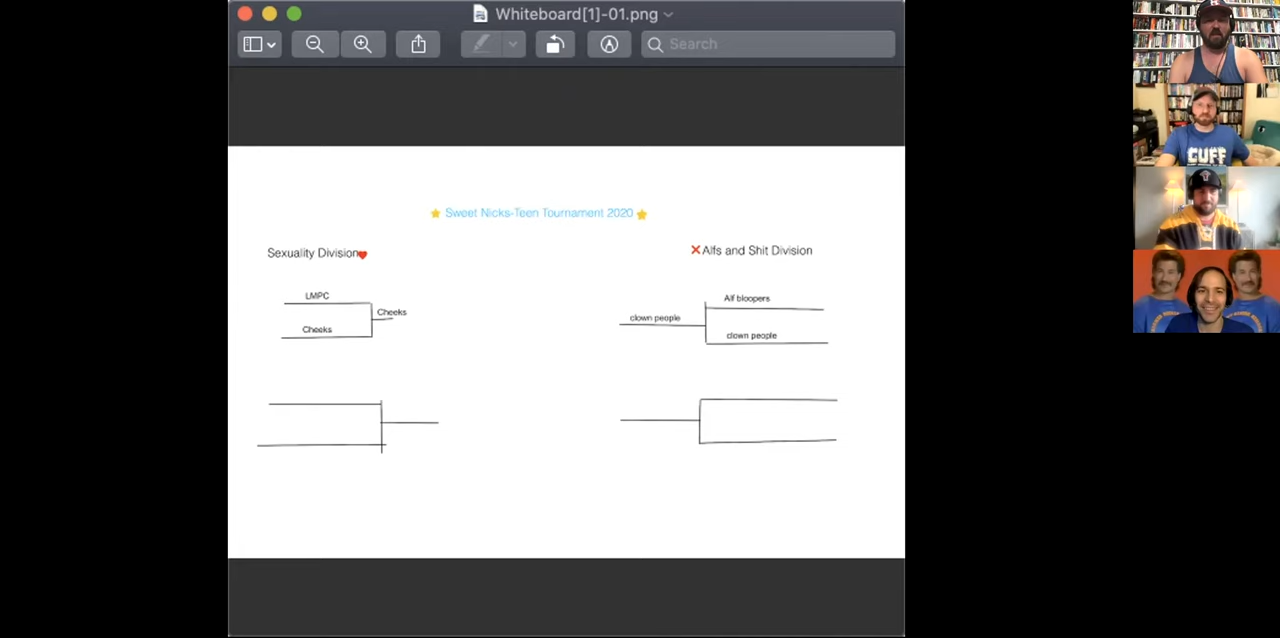 Whiteboard[1]-01.png
Search
Sweet Nicks-Teen Tournament 2020
Sexuality Division
Alfs and Shit Division
LMPC
Cheeks
Cheeks
Alf bloopers
clown people
clown people
CUFF